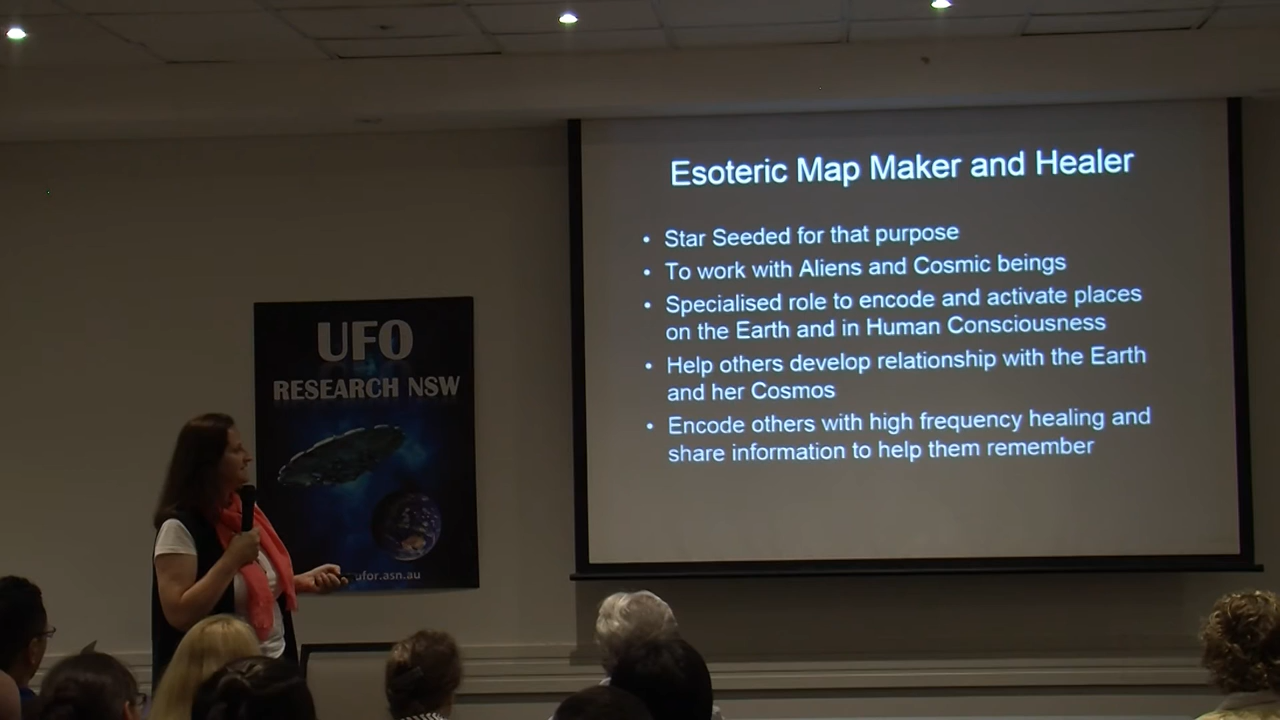 Esoteric Map Maker and Healer
• Star Seeded for that purpose
• To work with Aliens and Cosmic beings
• Specialised role to encode and activate places
on the Earth and in Human Consciousness
• Help others develop relationship with the Earth
and her Cosmos
• Encode others with high frequency healing and
share information to help them remember
UFO
RESEARCH NSW
ufor.asn.au